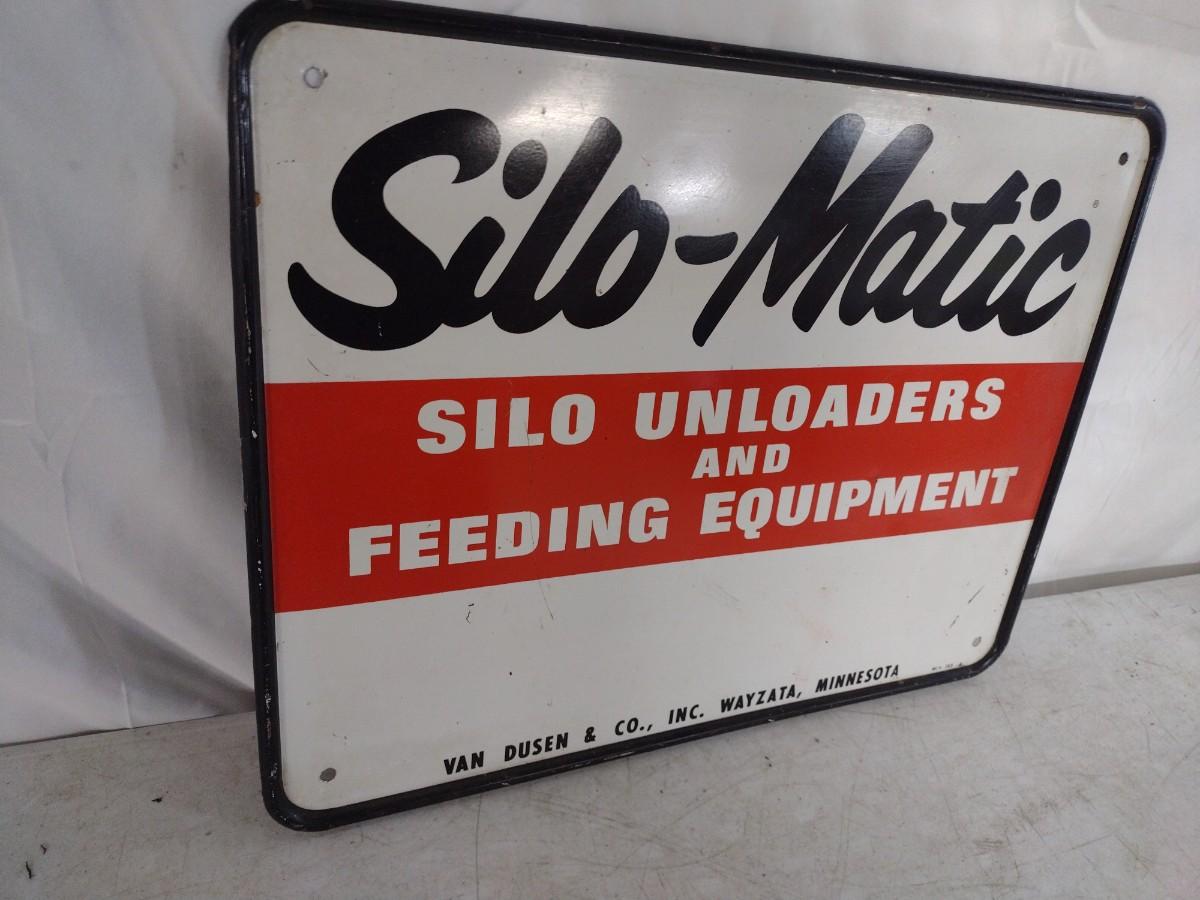 Silo-Matic ®
SILO UNLOADERS
AND
FEEDING EQUIPMENT
VAN DUSEN & CO., INC. WAYZATA, MINNESOTA